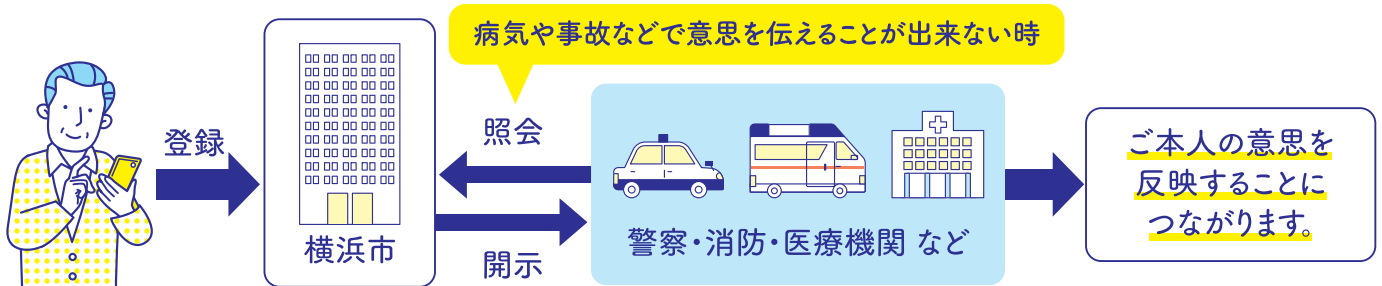 病気や事故などで意思を伝えることが出来ない時
登録
横浜市
照会
開示
警察・消防・医療機関 など
ご本人の意思を
反映することに
つながります。